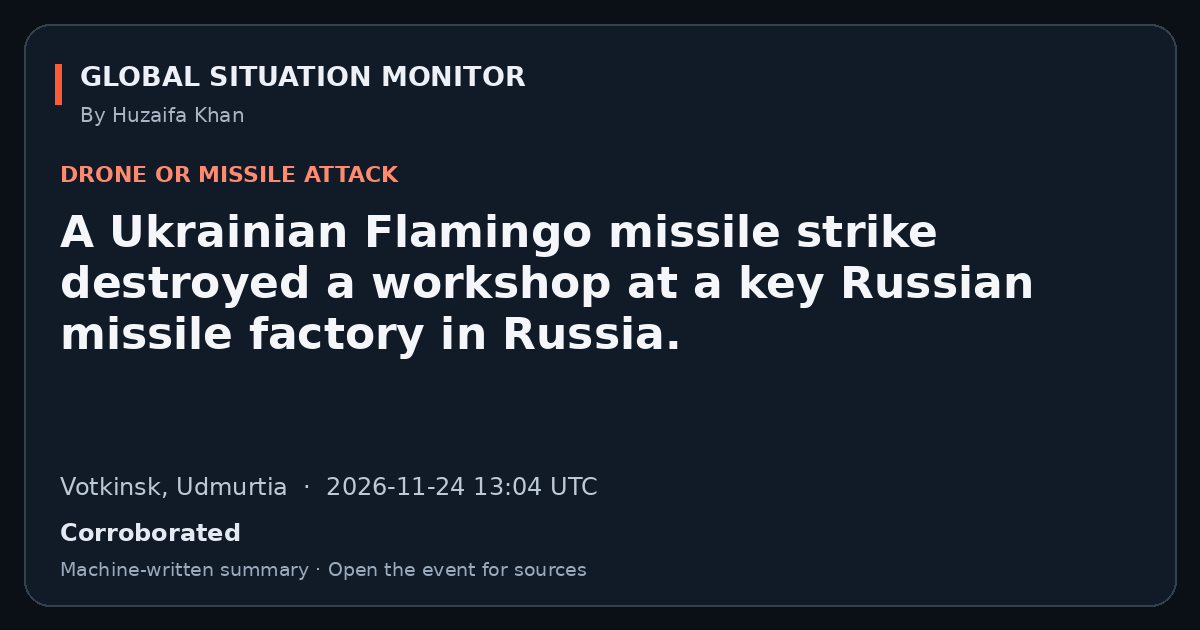 GLOBAL SITUATION MONITOR
By Huzaifa Khan
DRONE OR MISSILE ATTACK
A Ukrainian Flamingo missile strike
destroyed a workshop at a key Russian
missile factory in Russia.
Votkinsk, Udmurtia · 2026-11-24 13:04 UTC
Corroborated
Machine-written summary · Open the event for sources